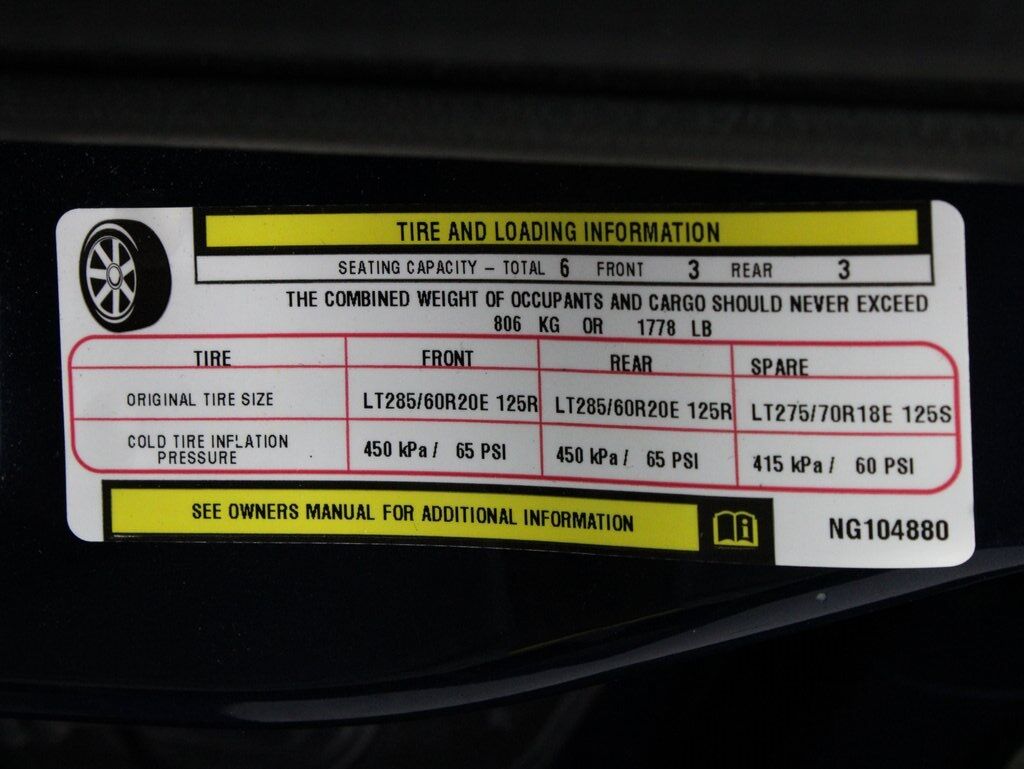 TIRE AND LOADING INFORMATION
SEATING CAPACITY – TOTAL 6 FRONT 3 REAR 3
THE COMBINED WEIGHT OF OCCUPANTS AND CARGO SHOULD NEVER EXCEED
806 KG OR 1778 LB
TIRE FRONT REAR SPARE
ORIGINAL TIRE SIZE LT285/60R20E 125R LT285/60R20E 125R LT275/70R18E 125S
COLD TIRE INFLATION
PRESSURE 450 kPa / 65 PSI 450 kPa / 65 PSI 415 kPa / 60 PSI
SEE OWNERS MANUAL FOR ADDITIONAL INFORMATION
NG104880